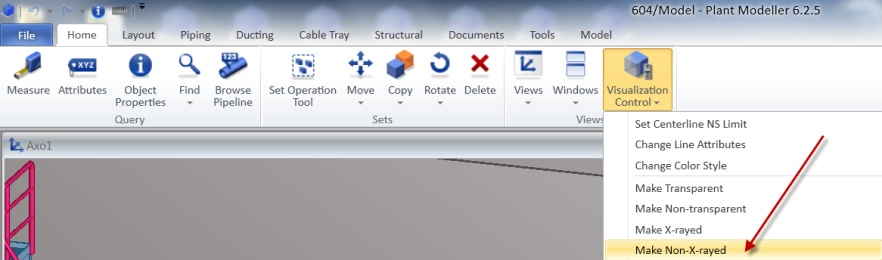 604/Model - Plant Modeller 6.2.5
File Home Layout Piping Ducting Cable Tray Structural Documents Tools Model
XYZ 123
Measure Attributes Object Properties Find Browse Pipeline Set Operation Tool Move Copy Rotate Delete Views Windows Visualization Control
Query Sets Views
Set Centerline NS Limit
Change Line Attributes
Change Color Style
Make Transparent
Make Non-transparent
Make X-rayed
Make Non-X-rayed
Axo1